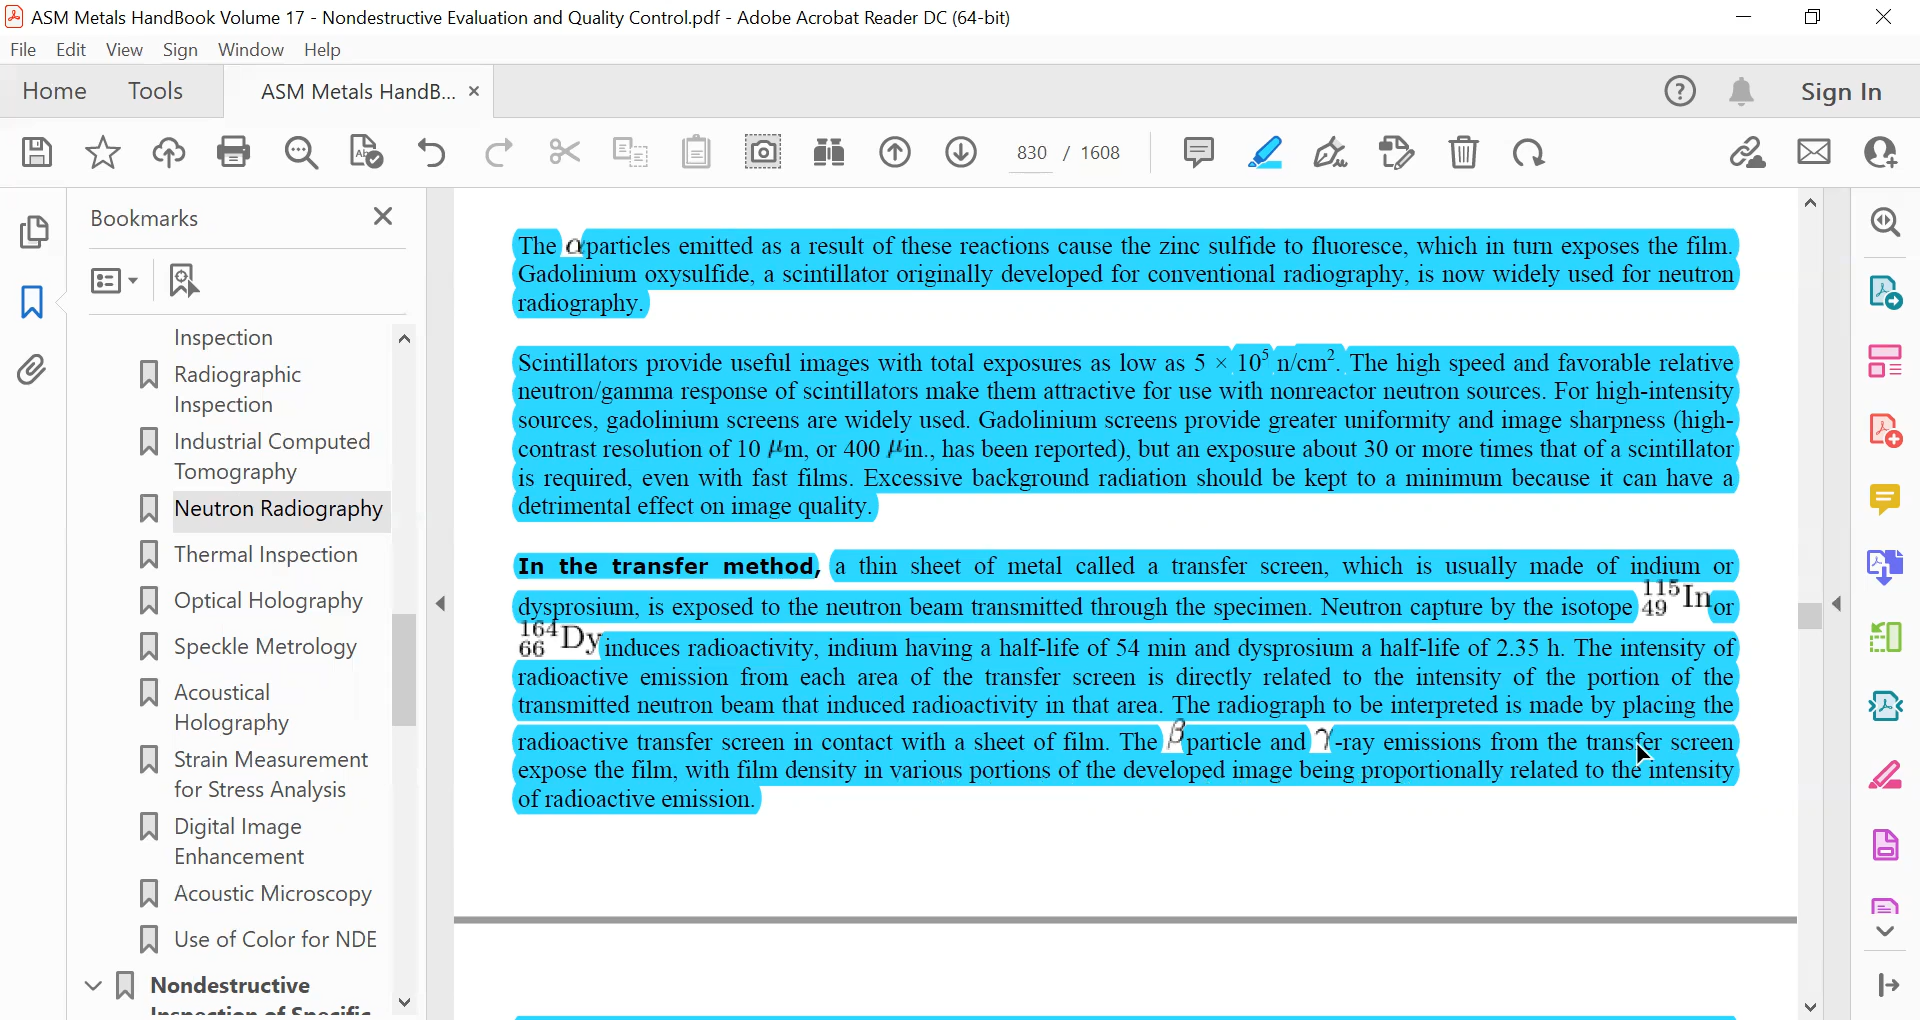 ASM Metals HandBook Volume 17 - Nondestructive Evaluation and Quality Control.pdf - Adobe Acrobat Reader DC (64-bit)
File Edit View Sign Window Help
Home Tools ASM Metals HandB... × Sign In
830 / 1608
Bookmarks
Inspection
Radiographic
Inspection
Industrial Computed
Tomography
Neutron Radiography
Thermal Inspection
Optical Holography
Speckle Metrology
Acoustical
Holography
Strain Measurement
for Stress Analysis
Digital Image
Enhancement
Acoustic Microscopy
Use of Color for NDE
Nondestructive
Inspection of Specific
The α particles emitted as a result of these reactions cause the zinc sulfide to fluoresce, which in turn exposes the film.
Gadolinium oxysulfide, a scintillator originally developed for conventional radiography, is now widely used for neutron
radiography.
Scintillators provide useful images with total exposures as low as 5 × 10⁵ n/cm². The high speed and favorable relative
neutron/gamma response of scintillators make them attractive for use with nonreactor neutron sources. For high-intensity
sources, gadolinium screens are widely used. Gadolinium screens provide greater uniformity and image sharpness (high-
contrast resolution of 10 μm, or 400 μin., has been reported), but an exposure about 30 or more times that of a scintillator
is required, even with fast films. Excessive background radiation should be kept to a minimum because it can have a
detrimental effect on image quality.
In the transfer method, a thin sheet of metal called a transfer screen, which is usually made of indium or
dysprosium, is exposed to the neutron beam transmitted through the specimen. Neutron capture by the isotope ¹¹⁵₄₉In or
¹⁶⁴₆₆Dy induces radioactivity, indium having a half-life of 54 min and dysprosium a half-life of 2.35 h. The intensity of
radioactive emission from each area of the transfer screen is directly related to the intensity of the portion of the
transmitted neutron beam that induced radioactivity in that area. The radiograph to be interpreted is made by placing the
radioactive transfer screen in contact with a sheet of film. The β particle and γ-ray emissions from the transfer screen
expose the film, with film density in various portions of the developed image being proportionally related to the intensity
of radioactive emission.